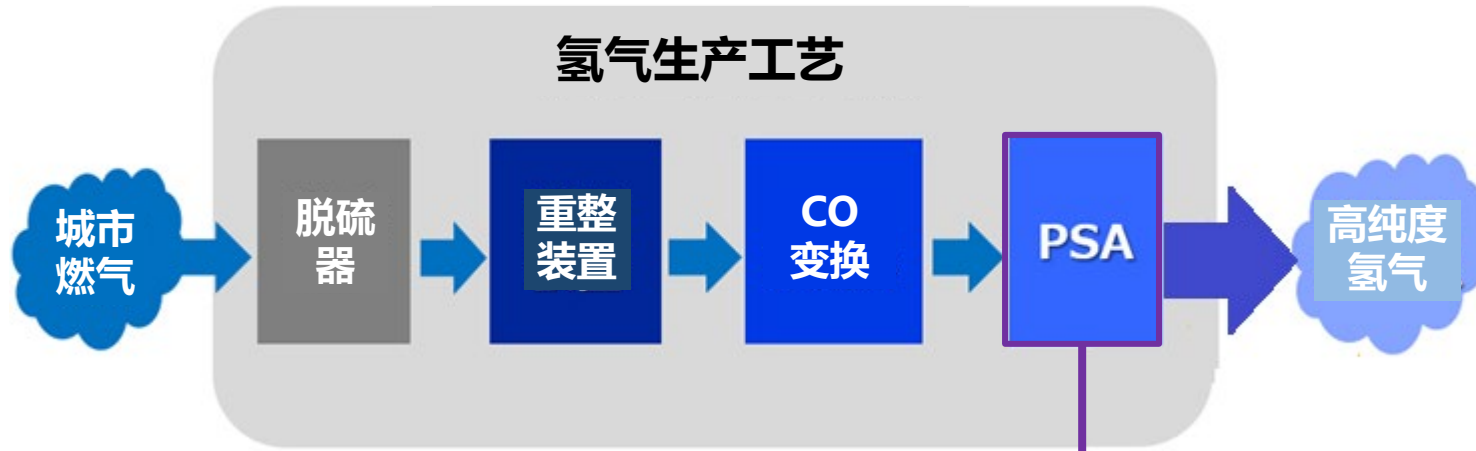 氢气生产工艺
城市
燃气
脱硫
器
重整
装置
CO
变换
PSA
高纯度
氢气